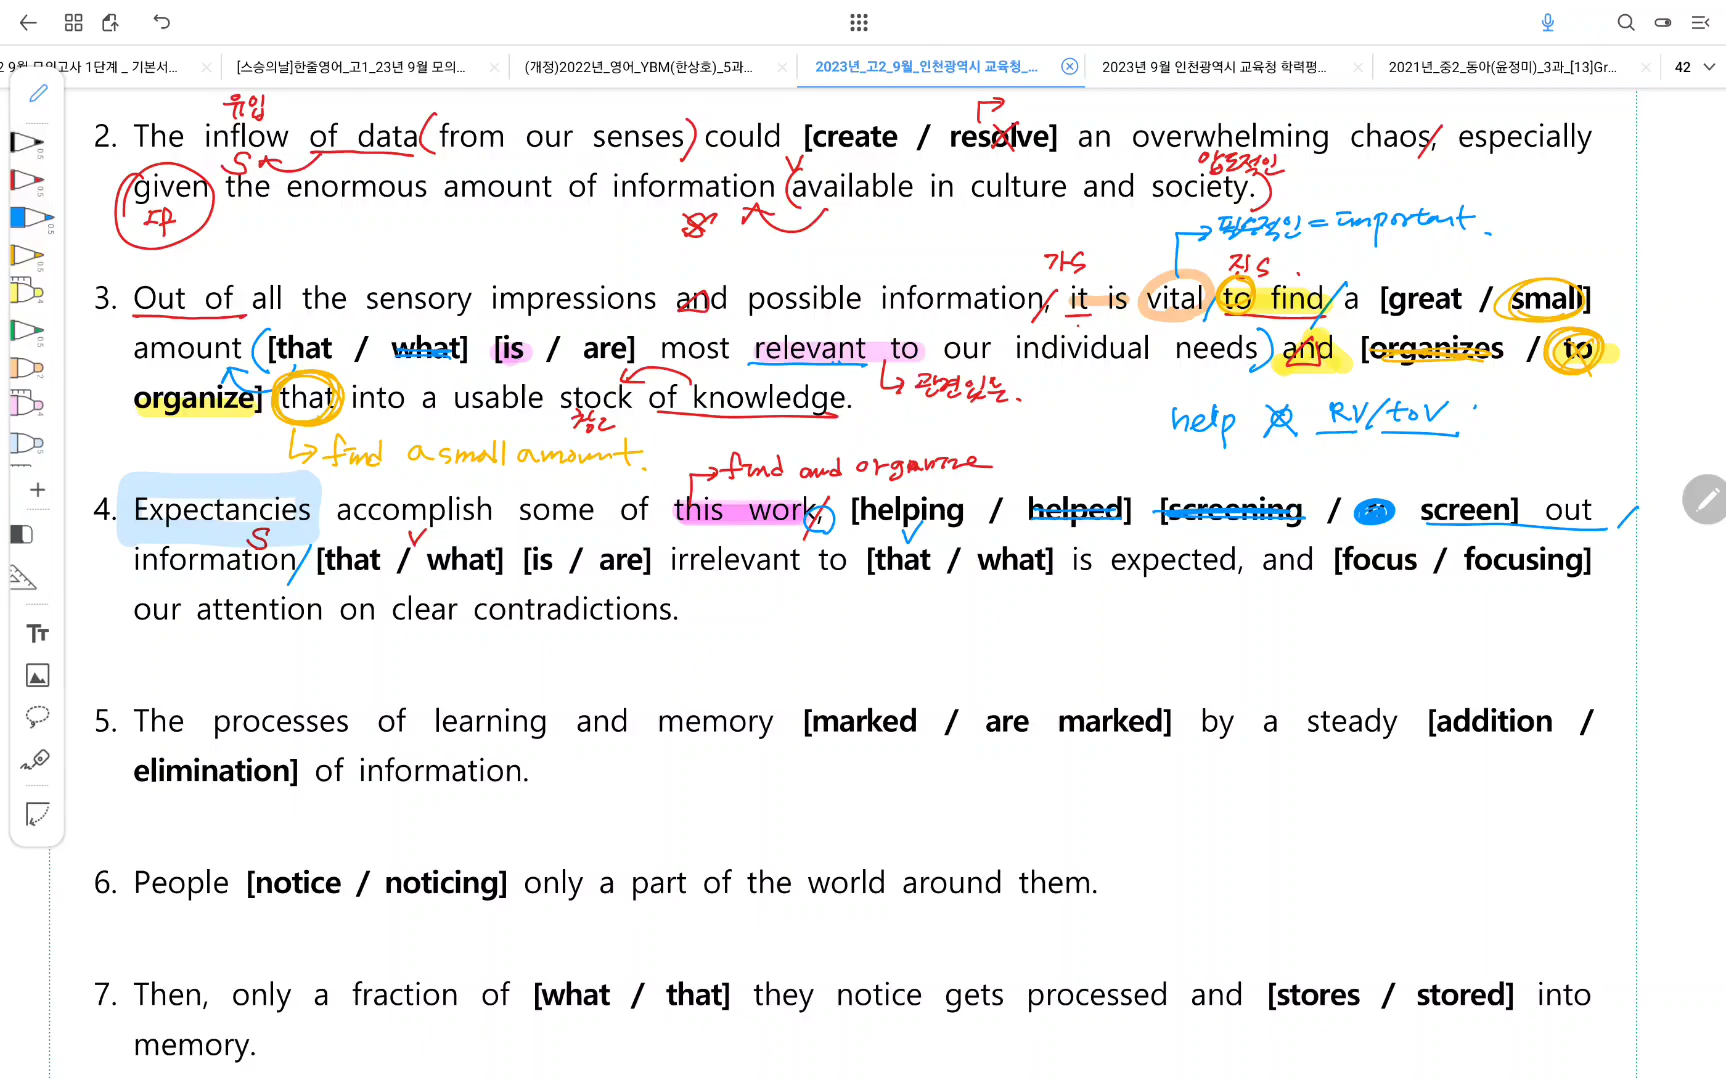 2 9월 모의고사 1단계 _ 기본서...
[스승의날]한줄영어_고1_23년 9월 모의...
(개정)2022년_영어_YBM(한상호)_5과...
2023년_고2_9월_인천광역시 교육청_...
2023년 9월 인천광역시 교육청 학력평...
2021년_중2_동아(윤정미)_3과_[13]Gr...
42
유입
2. The inflow of data (from our senses) could [create / resolve] an overwhelming chaos, especially
S
V
압도적인
given the enormous amount of information (available in culture and society.)
필수적인 = important.
가S
진S
3. Out of all the sensory impressions and possible information, it is vital to find a [great / small]
amount [that / what] [is / are] most relevant to our individual needs and [organizes / to
관련있는
organize] that into a usable stock of knowledge.
help RV/toV
find a small amount.
find and organize
4. Expectancies accomplish some of this work, [helping / helped] [screening / screen] out
S
V
V
information [that / what] [is / are] irrelevant to [that / what] is expected, and [focus / focusing]
our attention on clear contradictions.
5. The processes of learning and memory [marked / are marked] by a steady [addition /
elimination] of information.
6. People [notice / noticing] only a part of the world around them.
7. Then, only a fraction of [what / that] they notice gets processed and [stores / stored] into
memory.